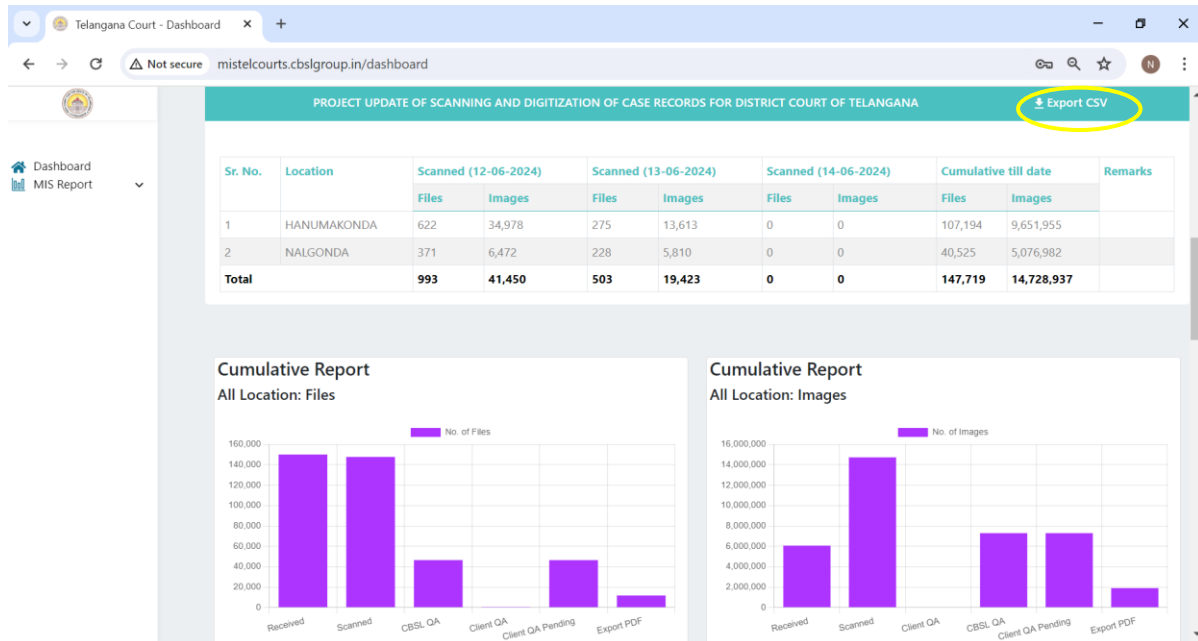 Telangana Court - Dashboard
Not secure mistelcourts.cbslgroup.in/dashboard
N
PROJECT UPDATE OF SCANNING AND DIGITIZATION OF CASE RECORDS FOR DISTRICT COURT OF TELANGANA Export CSV
Dashboard
MIS Report
Sr. No. Location Scanned (12-06-2024) Scanned (13-06-2024) Scanned (14-06-2024) Cumulative till date Remarks
Files Images Files Images Files Images Files Images
1 HANUMAKONDA 622 34,978 275 13,613 0 0 107,194 9,651,955
2 NALGONDA 371 6,472 228 5,810 0 0 40,525 5,076,982
Total 993 41,450 503 19,423 0 0 147,719 14,728,937
Cumulative Report
All Location: Files
No. of Files
160,000
140,000
120,000
100,000
80,000
60,000
40,000
20,000
0
Received Scanned CBSL QA Client QA Client QA Pending Export PDF
Cumulative Report
All Location: Images
No. of Images
16,000,000
14,000,000
12,000,000
10,000,000
8,000,000
6,000,000
4,000,000
2,000,000
0
Received Scanned Client QA CBSL QA Client QA Pending Export PDF